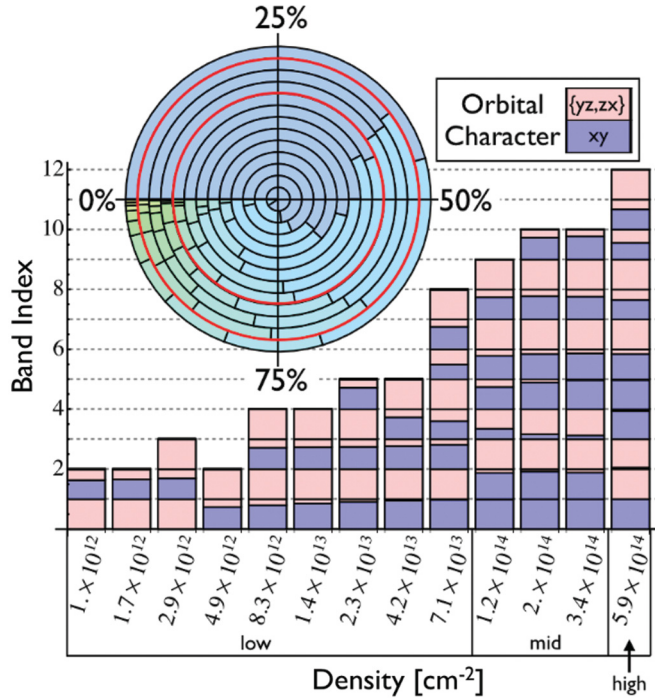 25%
0%
50%
75%
Orbital
Character
{yz,zx}
xy
12
10
8
6
4
2
Band Index
1. × 10¹²
1.7 × 10¹²
2.9 × 10¹²
4.9 × 10¹²
8.3 × 10¹²
1.4 × 10¹³
2.3 × 10¹³
4.2 × 10¹³
7.1 × 10¹³
1.2 × 10¹⁴
2. × 10¹⁴
3.4 × 10¹⁴
5.9 × 10¹⁴
low
mid
high
Density [cm⁻²]